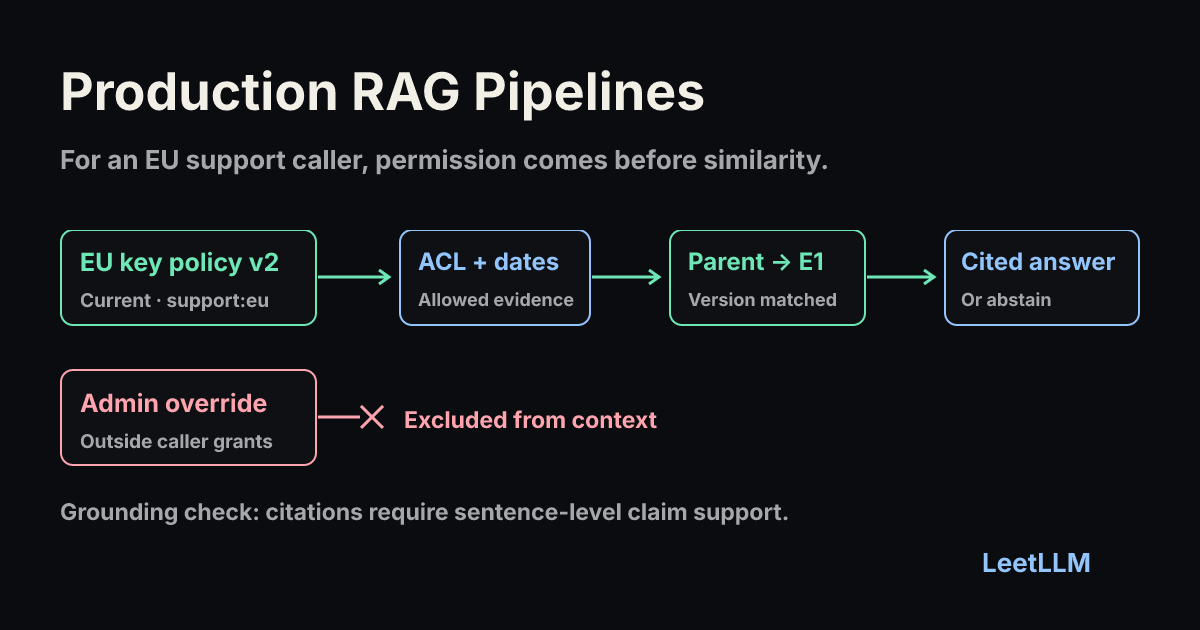 Production RAG Pipelines
For an EU support caller, permission comes before similarity.
EU key policy v2
Current · support:eu
ACL + dates
Allowed evidence
Parent → E1
Version matched
Cited answer
Or abstain
Admin override
Outside caller grants
Excluded from context
Grounding check: citations require sentence-level claim support.
LeetLLM